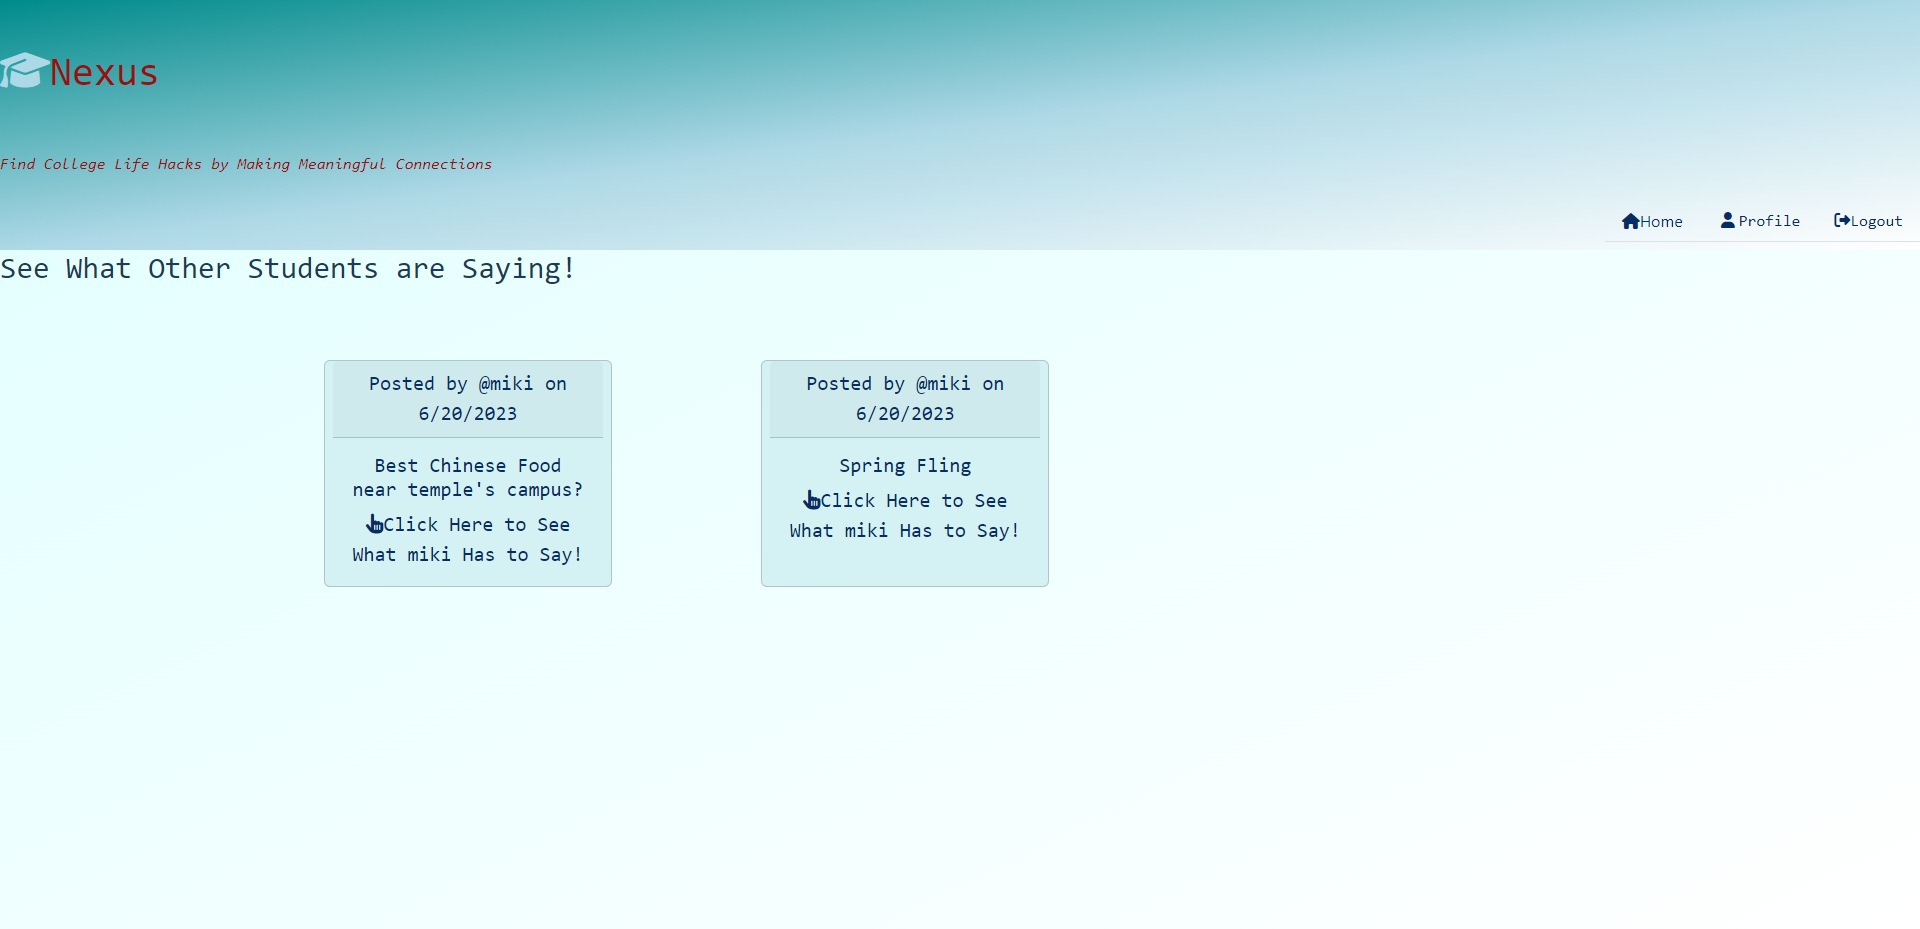 Nexus
Find College Life Hacks by Making Meaningful Connections
Home Profile Logout
See What Other Students are Saying!
Posted by @miki on
6/20/2023
Best Chinese Food
near temple's campus?
Click Here to See
What miki Has to Say!
Posted by @miki on
6/20/2023
Spring Fling
Click Here to See
What miki Has to Say!